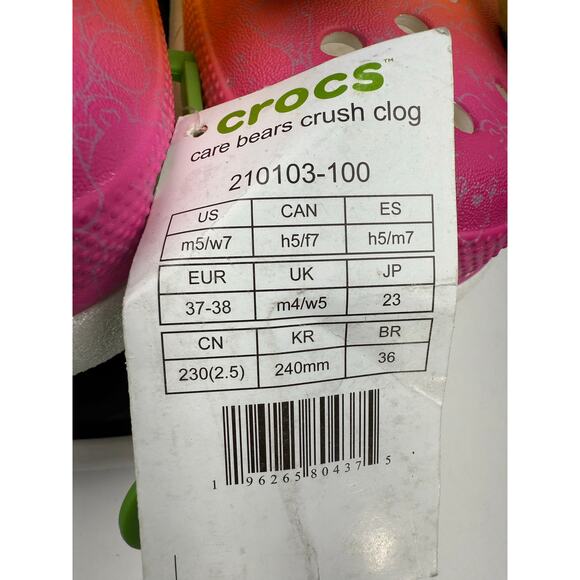 crocs™
care bears crush clog
210103-100
US CAN ES
m5/w7 h5/f7 h5/m7
EUR UK JP
37-38 m4/w5 23
CN KR BR
230(2.5) 240mm 36
1 96265 80437 5